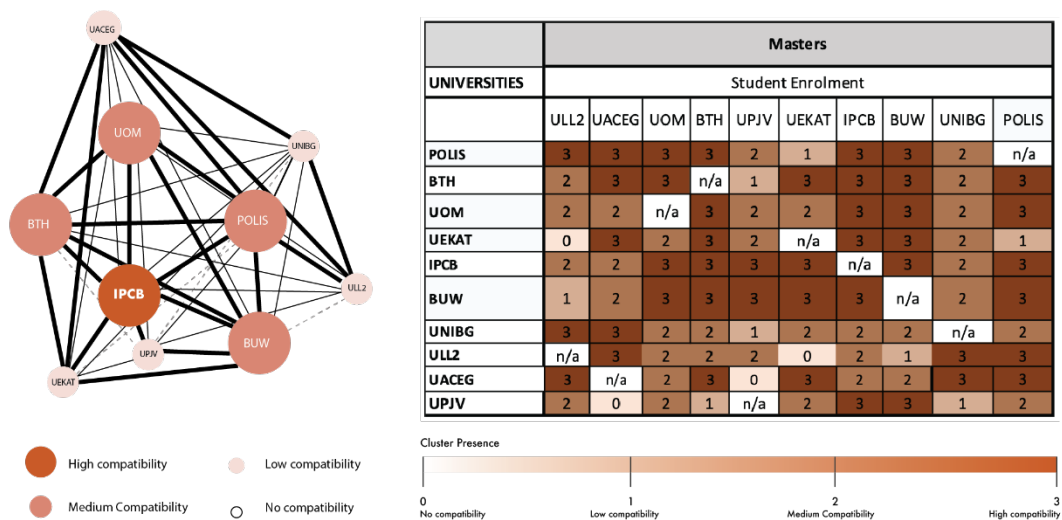 UACEG
UOM
UNIBG
BTH
POLIS
IPCB
ULL2
BUW
UPJV
UEKAT
High compatibility
Low compatibility
Medium Compatibility
No compatibility
Masters
UNIVERSITIES Student Enrolment
ULL2 UACEG UOM BTH UPJV UEKAT IPCB BUW UNIBG POLIS
POLIS 3 3 3 3 2 1 3 3 2 n/a
BTH 2 3 3 n/a 1 3 3 3 2 3
UOM 2 2 n/a 3 2 2 3 3 2 3
UEKAT 0 3 2 3 2 n/a 3 3 2 1
IPCB 2 2 3 3 3 3 n/a 3 2 3
BUW 1 2 3 3 3 3 3 n/a 2 3
UNIBG 3 3 2 2 1 2 2 2 n/a 2
ULL2 n/a 3 2 2 2 0 2 1 3 3
UACEG 3 n/a 2 3 0 3 2 2 3 3
UPJV 2 0 2 1 n/a 2 3 3 1 2
Cluster Presence
0 1 2 3
No compatibility Low compatibility Medium Compatibility High compatibility